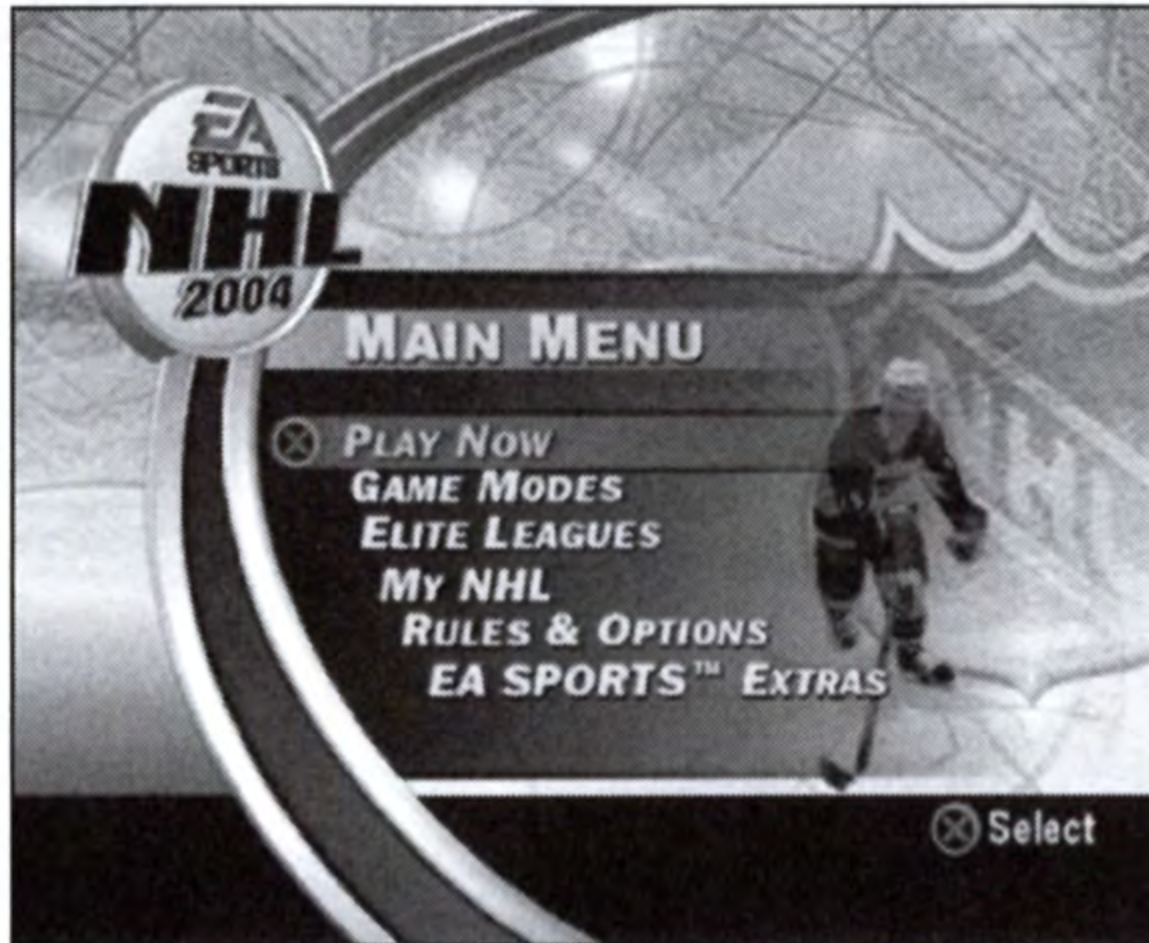 EA
SPORTS
NHL
2004
MAIN MENU
PLAY NOW
GAME MODES
ELITE LEAGUES
MY NHL
RULES & OPTIONS
EA SPORTS™ EXTRAS
Select